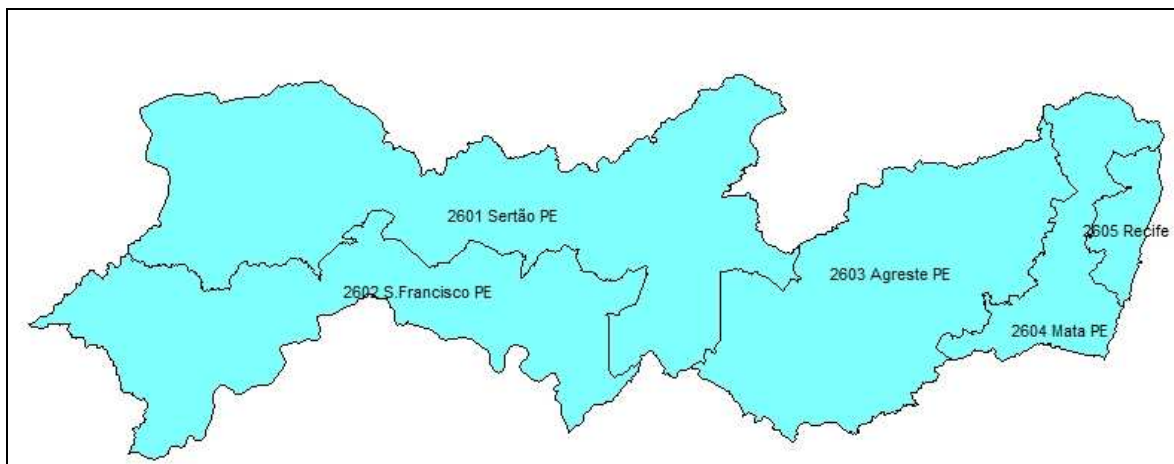 2601 Sertão PE
2605 Recife
2603 Agreste PE
2602 S.Francisco PE
2604 Mata PE